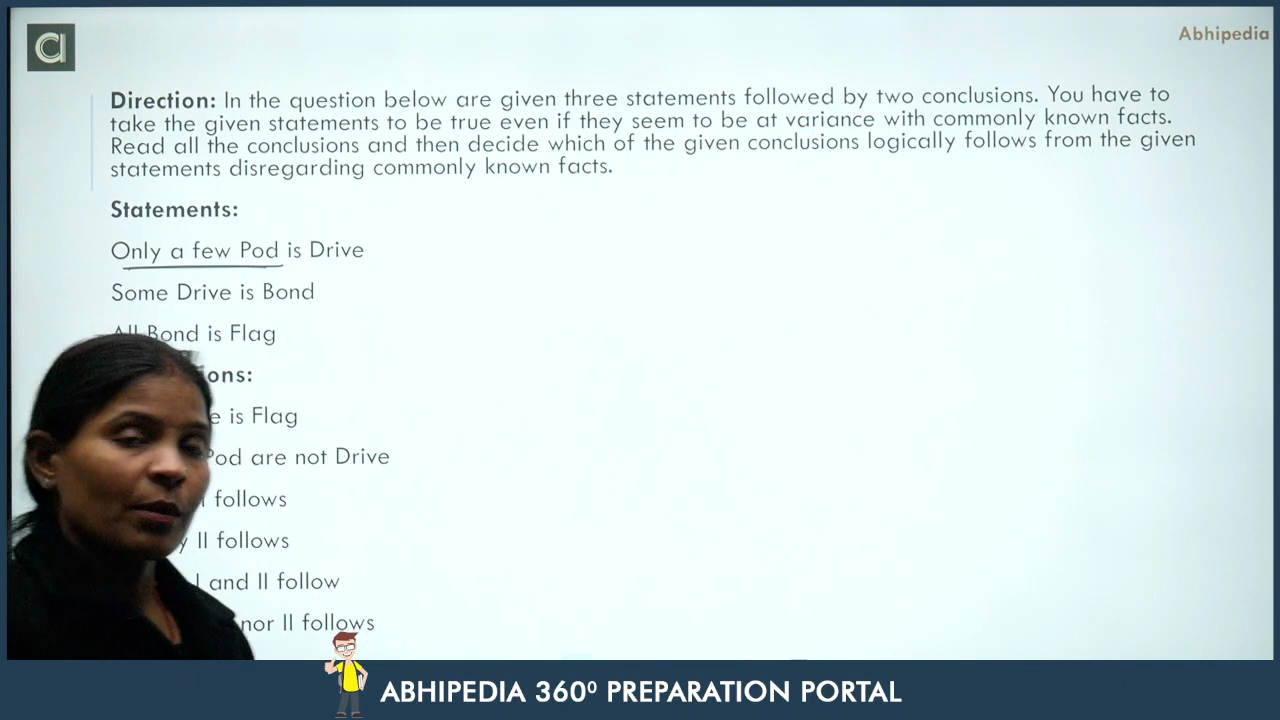 Abhipedia
Direction: In the question below are given three statements followed by two conclusions. You have to
take the given statements to be true even if they seem to be at variance with commonly known facts.
Read all the conclusions and then decide which of the given conclusions logically follows from the given
statements disregarding commonly known facts.
Statements:
Only a few Pod is Drive
Some Drive is Bond
All Bond is Flag
is Flag
Pod are not Drive
follows
II follows
I and II follow
nor II follows
ABHIPEDIA 360⁰ PREPARATION PORTAL